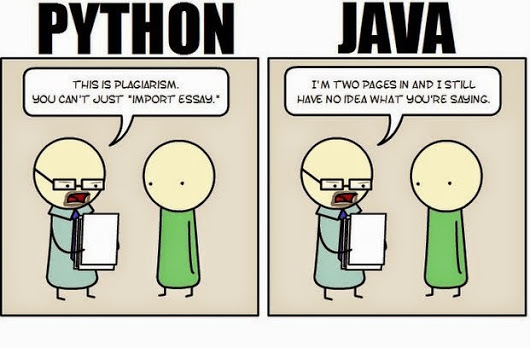 PYTHON
JAVA
THIS IS PLAGIARISM.
YOU CAN'T JUST "IMPORT ESSAY."
I'M TWO PAGES IN AND I STILL
HAVE NO IDEA WHAT YOU'RE SAYING.